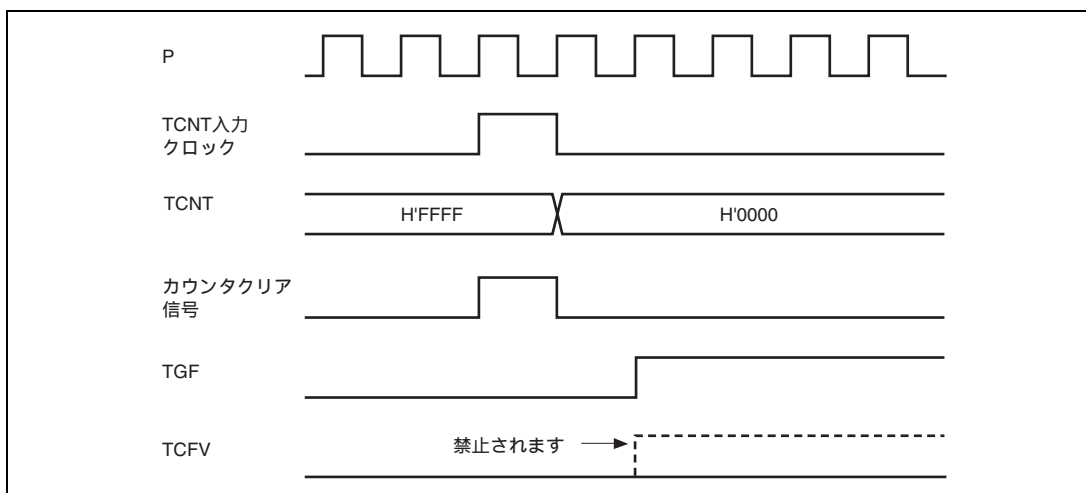 P
TCNT入力
クロック
TCNT
H'FFFF
H'0000
カウンタクリア
信号
TGF
TCFV
禁止されます